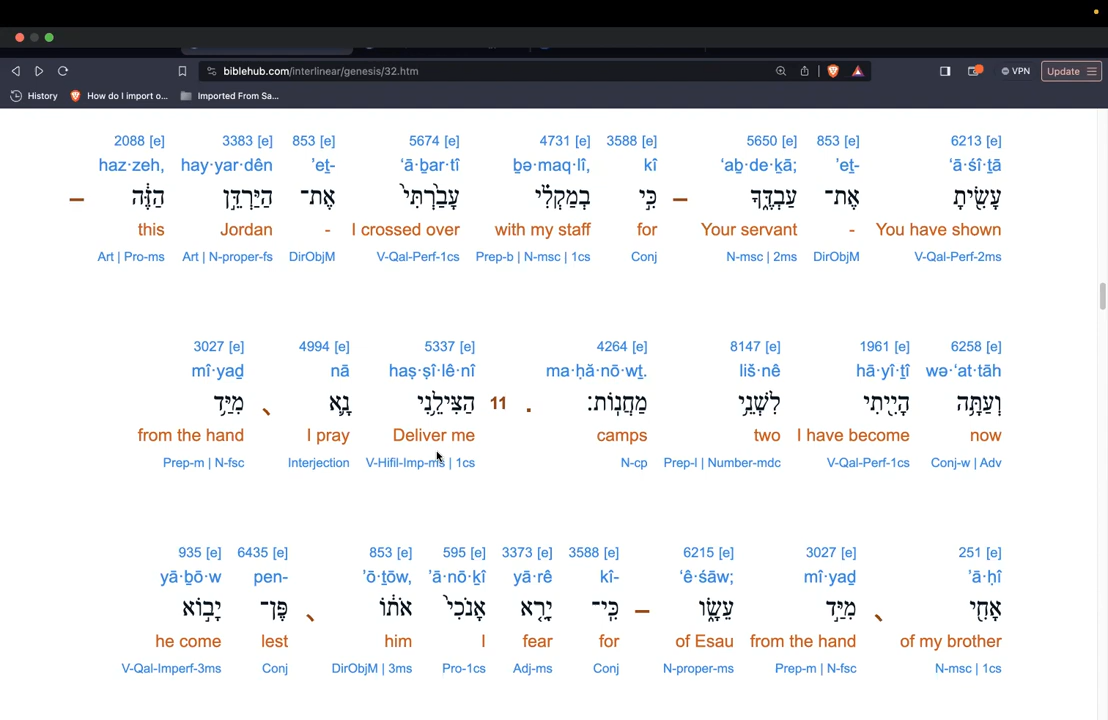 biblehub.com/interlinear/genesis/32.htm
VPN
Update
History How do I import o... Imported From Sa...
2088 [e] 3383 [e] 853 [e] 5674 [e] 4731 [e] 3588 [e] 5650 [e] 853 [e] 6213 [e]
haz·zeh, hay·yar·dên ’eṯ- ‘ā·ḇar·tî ḇə·maq·lî, kî ‘aḇ·de·ḵā; ’eṯ- ‘ā·śî·ṯā
עָשִׂ֖יתָ אֶת־ עַבְדֶּ֑ךָ – כִּ֣י בְמַקְלִ֗י עָבַ֙רְתִּי֙ אֶת־ הַיַּרְדֵּ֣ן הַזֶּ֔ה –
this Jordan - I crossed over with my staff for Your servant - You have shown
Art | Pro-ms Art | N-proper-fs DirObjM V-Qal-Perf-1cs Prep-b | N-msc | 1cs Conj N-msc | 2ms DirObjM V-Qal-Perf-2ms
3027 [e] 4994 [e] 5337 [e] 4264 [e] 8147 [e] 1961 [e] 6258 [e]
mî·yaḏ nā haṣ·ṣî·lê·nî ma·ḥă·nō·wṯ. liš·nê hā·yî·ṯî wə·‘at·tāh
וְעַתָּ֥ה הָיִ֖יתִי לִשְׁנֵ֥י מַחֲנֽוֹת׃ . 11 הַצִּילֵ֥נִי נָ֛א 、 מִיַּ֥ד
from the hand I pray Deliver me camps two I have become now
Prep-m | N-fsc Interjection V-Hifil-Imp-ms | 1cs N-cp Prep-l | Number-mdc V-Qal-Perf-1cs Conj-w | Adv
935 [e] 6435 [e] 853 [e] 595 [e] 3373 [e] 3588 [e] 6215 [e] 3027 [e] 251 [e]
yā·ḇō·w pen- ’ō·ṯōw, ’ā·nō·ḵî yā·rê kî- ‘ê·śāw; mî·yaḏ ’ā·ḥî
אָחִ֖י 、 מִיַּ֣ד עֵשָׂ֑ו – כִּֽי־ יָרֵ֤א אָנֹכִי֙ אֹת֔וֹ 、 פֶּן־ יָב֣וֹא
he come lest him I fear for of Esau from the hand of my brother
V-Qal-Imperf-3ms Conj DirObjM | 3ms Pro-1cs Adj-ms Conj N-proper-ms Prep-m | N-fsc N-msc | 1cs